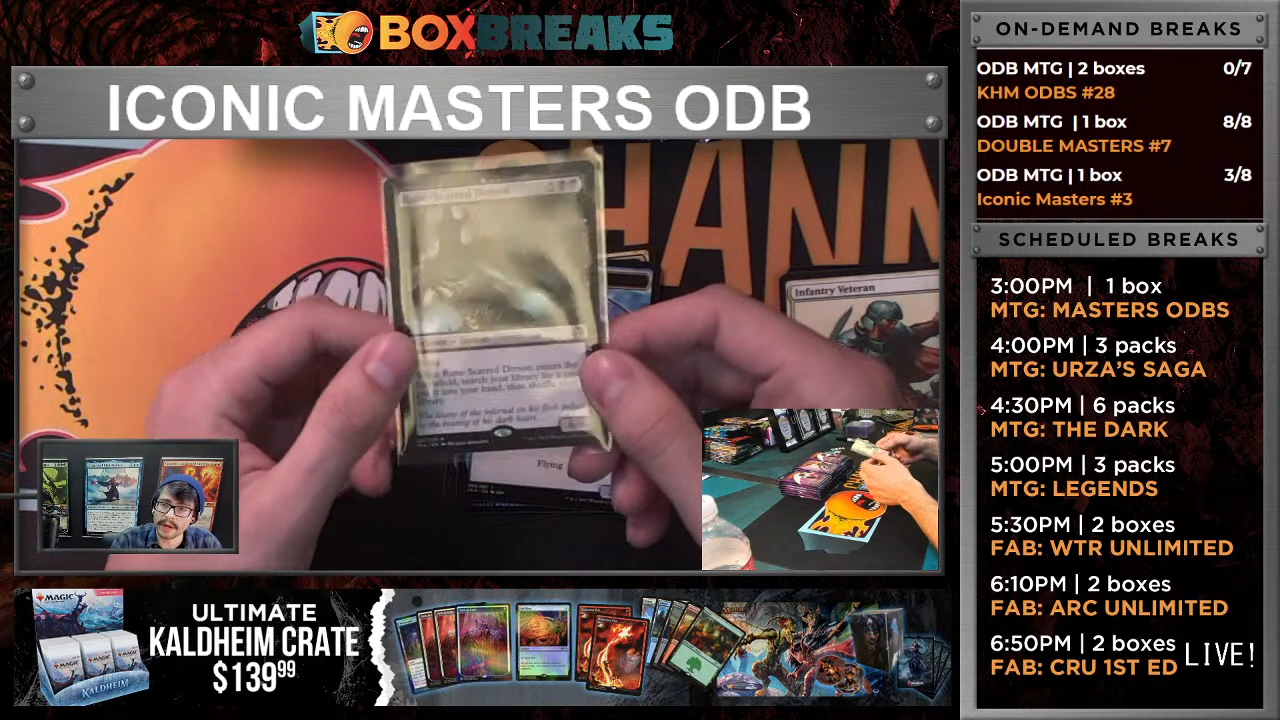 BOXBREAKS
ICONIC MASTERS ODB
HANN
Infantry Veteran
Rune-Scarred Demon
Flying
ULTIMATE
KALDHEIM CRATE
$139.99
MAGIC
KALDHEIM
ON-DEMAND BREAKS
ODB MTG | 2 boxes 0/7
KHM ODBS #28
ODB MTG | 1 box 8/8
DOUBLE MASTERS #7
ODB MTG | 1 box 3/8
Iconic Masters #3
SCHEDULED BREAKS
3:00PM | 1 box
MTG: MASTERS ODBS
4:00PM | 3 packs
MTG: URZA'S SAGA
4:30PM | 6 packs
MTG: THE DARK
5:00PM | 3 packs
MTG: LEGENDS
5:30PM | 2 boxes
FAB: WTR UNLIMITED
6:10PM | 2 boxes
FAB: ARC UNLIMITED
6:50PM | 2 boxes
FAB: CRU 1ST ED
LIVE!